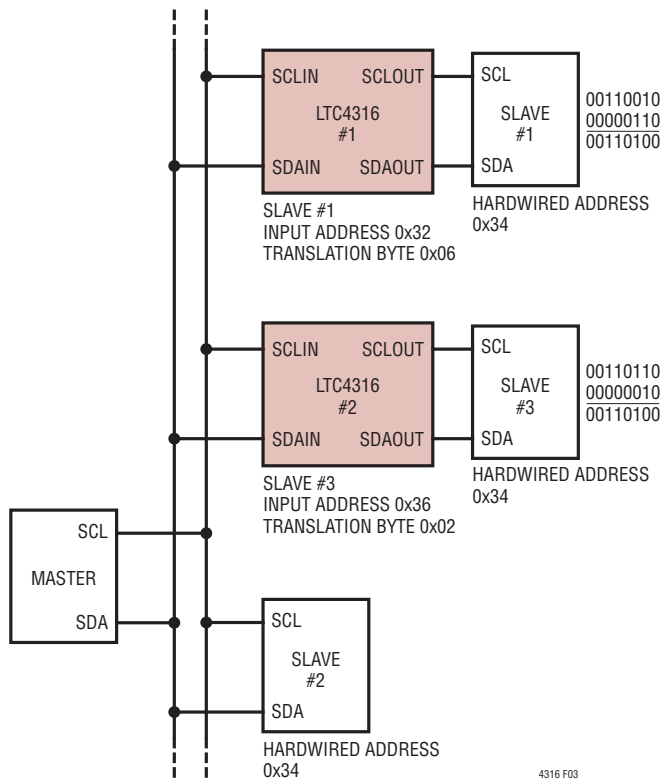 SCLIN SCLOUT
LTC4316
#1
SDAIN SDAOUT
SCL
SLAVE
#1
SDA
00110010
00000110
00110100
SLAVE #1
INPUT ADDRESS 0x32
TRANSLATION BYTE 0x06
HARDWIRED ADDRESS
0x34
SCLIN SCLOUT
LTC4316
#2
SDAIN SDAOUT
SCL
SLAVE
#3
SDA
00110110
00000010
00110100
SLAVE #3
INPUT ADDRESS 0x36
TRANSLATION BYTE 0x02
HARDWIRED ADDRESS
0x34
SCL
MASTER
SDA
SCL
SLAVE
#2
SDA
HARDWIRED ADDRESS
0x34
4316 F03